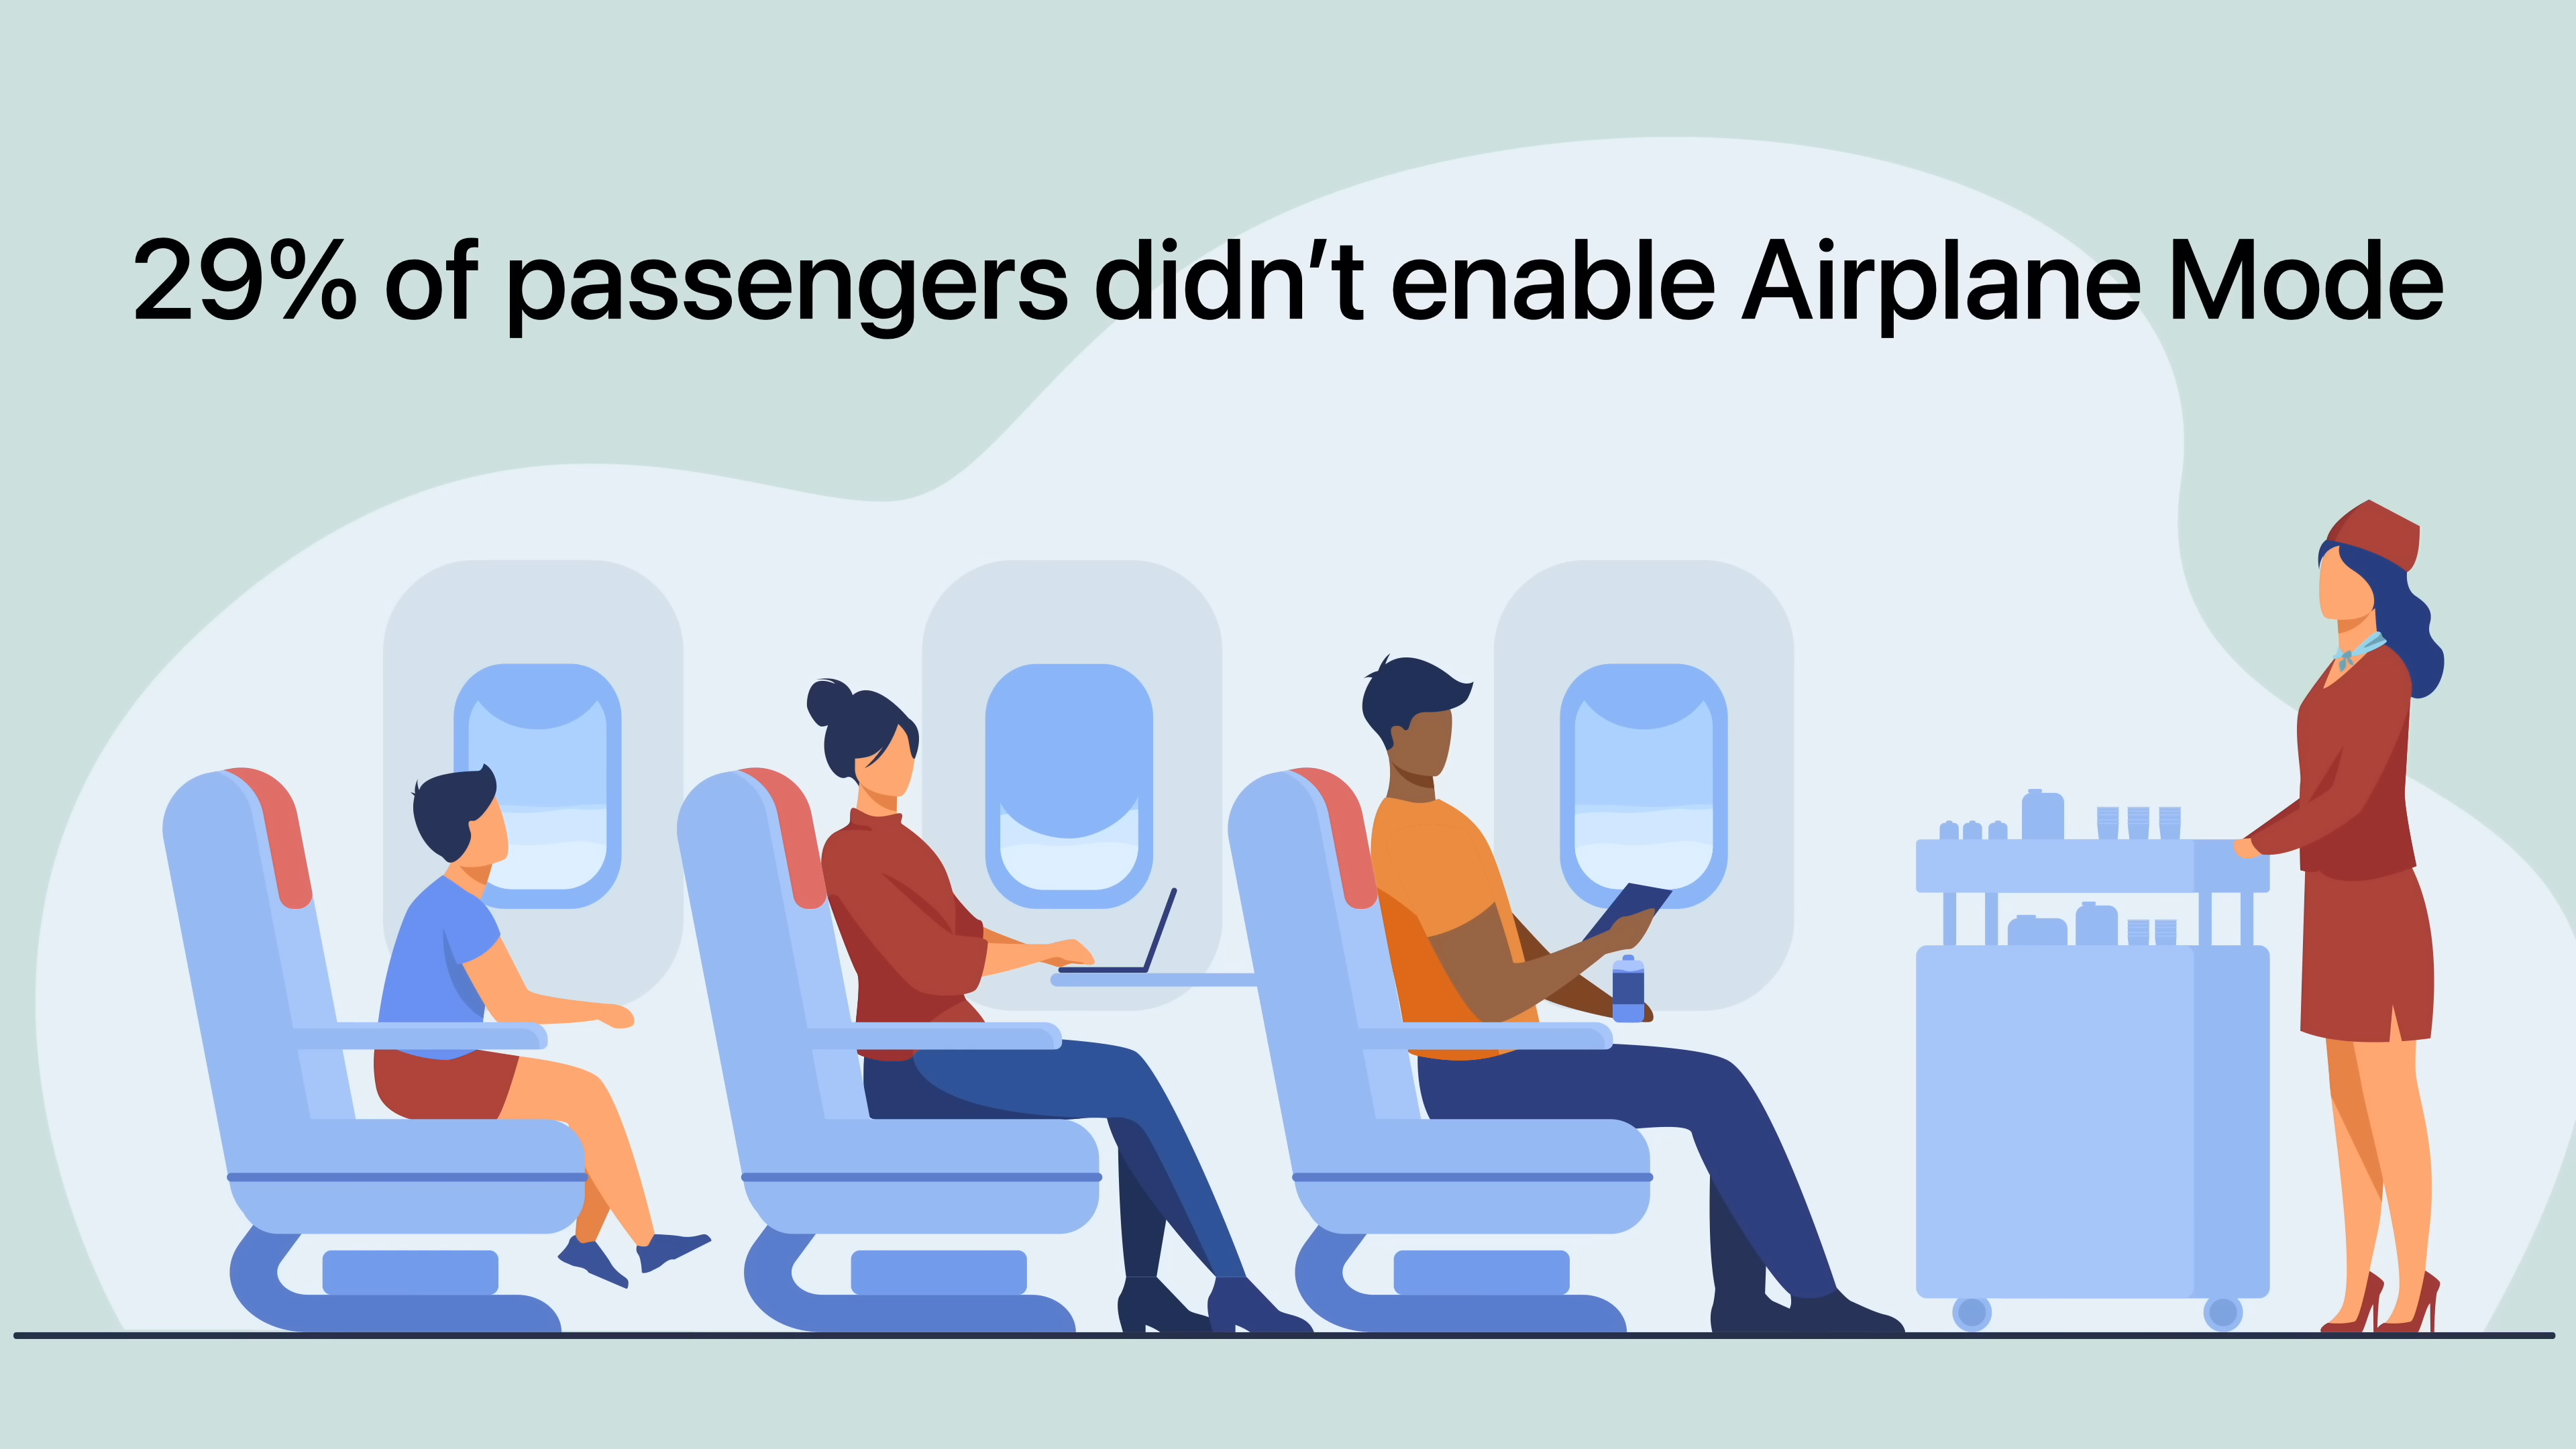 29% of passengers didn’t enable Airplane Mode